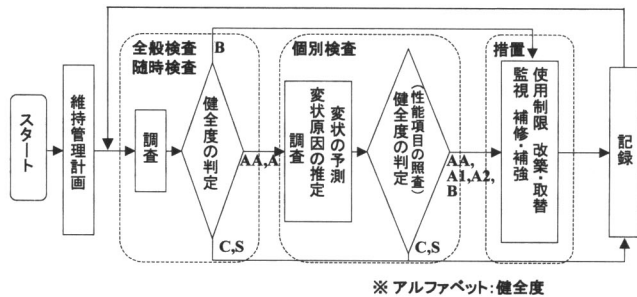 スタート
維持管理計画
全般検査
随時検査
調査
健全度の判定
B
AA,A
C,S
個別検査
調査
変状原因の推定
変状の予測
健全度の判定
(性能項目の照査)
AA,
A1,A2,
B
C,S
措置
監視 補修・補強
使用制限 改築・取替
記録
※ アルファベット:健全度